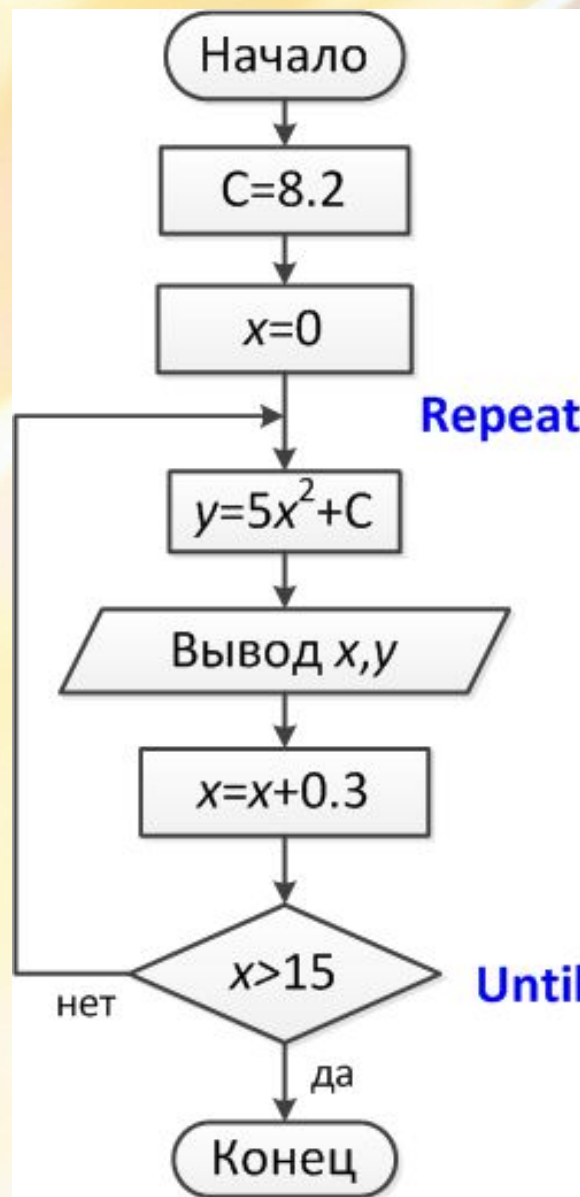 Начало
C=8.2
x=0
Repeat
y=5x²+C
Вывод x,y
x=x+0.3
x>15
Until
нет
да
Конец